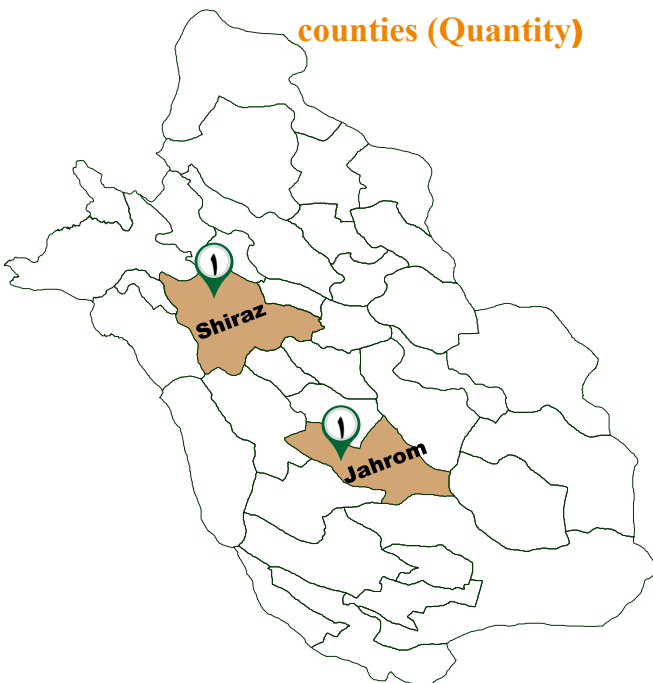 counties (Quantity)
۱
Shiraz
۱
Jahrom